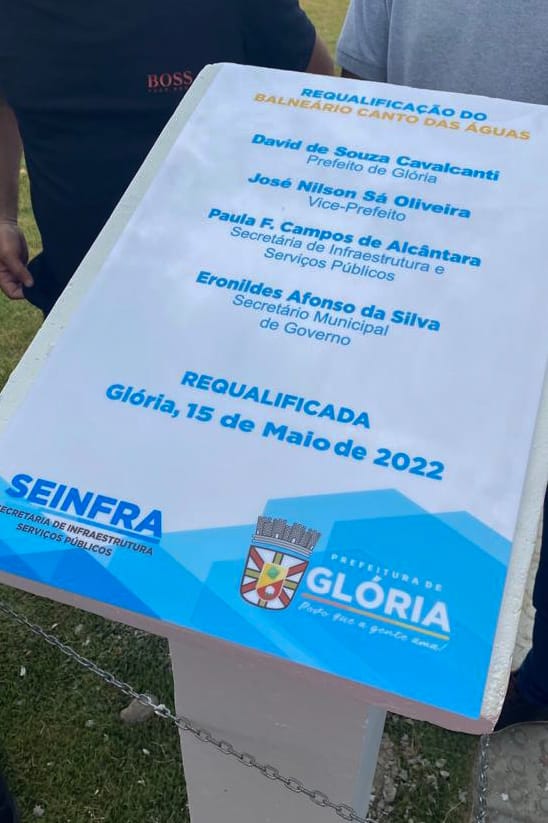 BOSS
REQUALIFICAÇÃO DO
BALNEÁRIO CANTO DAS ÁGUAS
David de Souza Cavalcanti
Prefeito de Glória
José Nilson Sá Oliveira
Vice-Prefeito
Paula F. Campos de Alcântara
Secretária de Infraestrutura e
Serviços Públicos
Eronildes Afonso da Silva
Secretário Municipal
de Governo
REQUALIFICADA
Glória, 15 de Maio de 2022
SEINFRA
SECRETARIA DE INFRAESTRUTURA
SERVIÇOS PÚBLICOS
PREFEITURA DE
GLÓRIA
Povo que a gente ama!